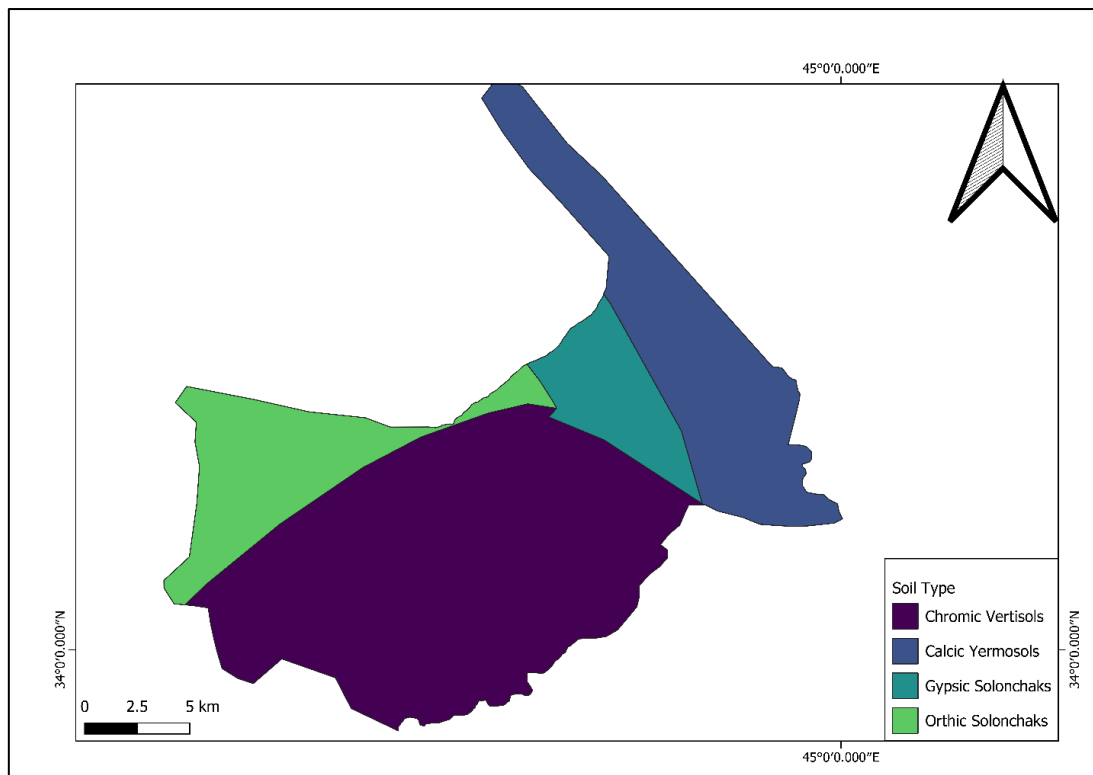 45°0'0.000"E
34°0'0.000"N
34°0'0.000"N
Soil Type
Chromic Vertisols
Calcic Yermosols
Gypsic Solonchaks
Orthic Solonchaks
0 2.5 5 km
45°0'0.000"E